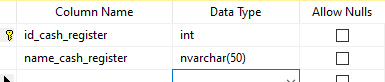 Column Name Data Type Allow Nulls
id_cash_register int
name_cash_register nvarchar(50)